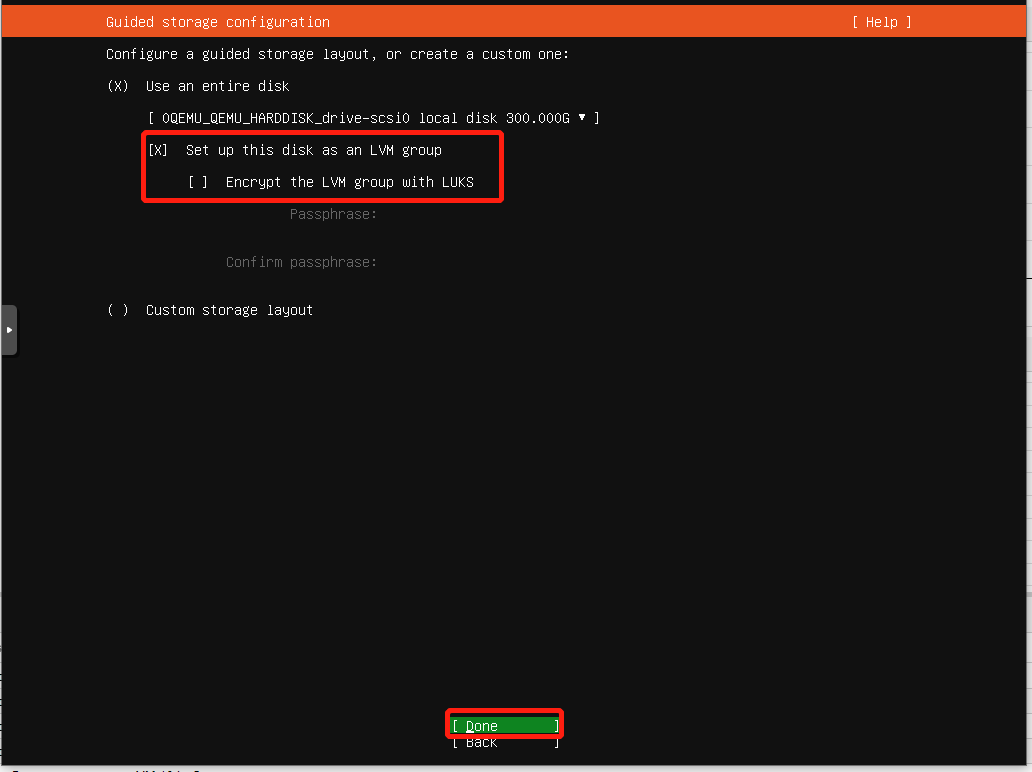 Guided storage configuration [ Help ]
Configure a guided storage layout, or create a custom one:
(X) Use an entire disk
[ 0QEMU_QEMU_HARDDISK_drive-scsi0 local disk 300.000G ▼ ]
[X] Set up this disk as an LVM group
[ ] Encrypt the LVM group with LUKS
Passphrase:
Confirm passphrase:
( ) Custom storage layout
[ Done ]
[ Back ]